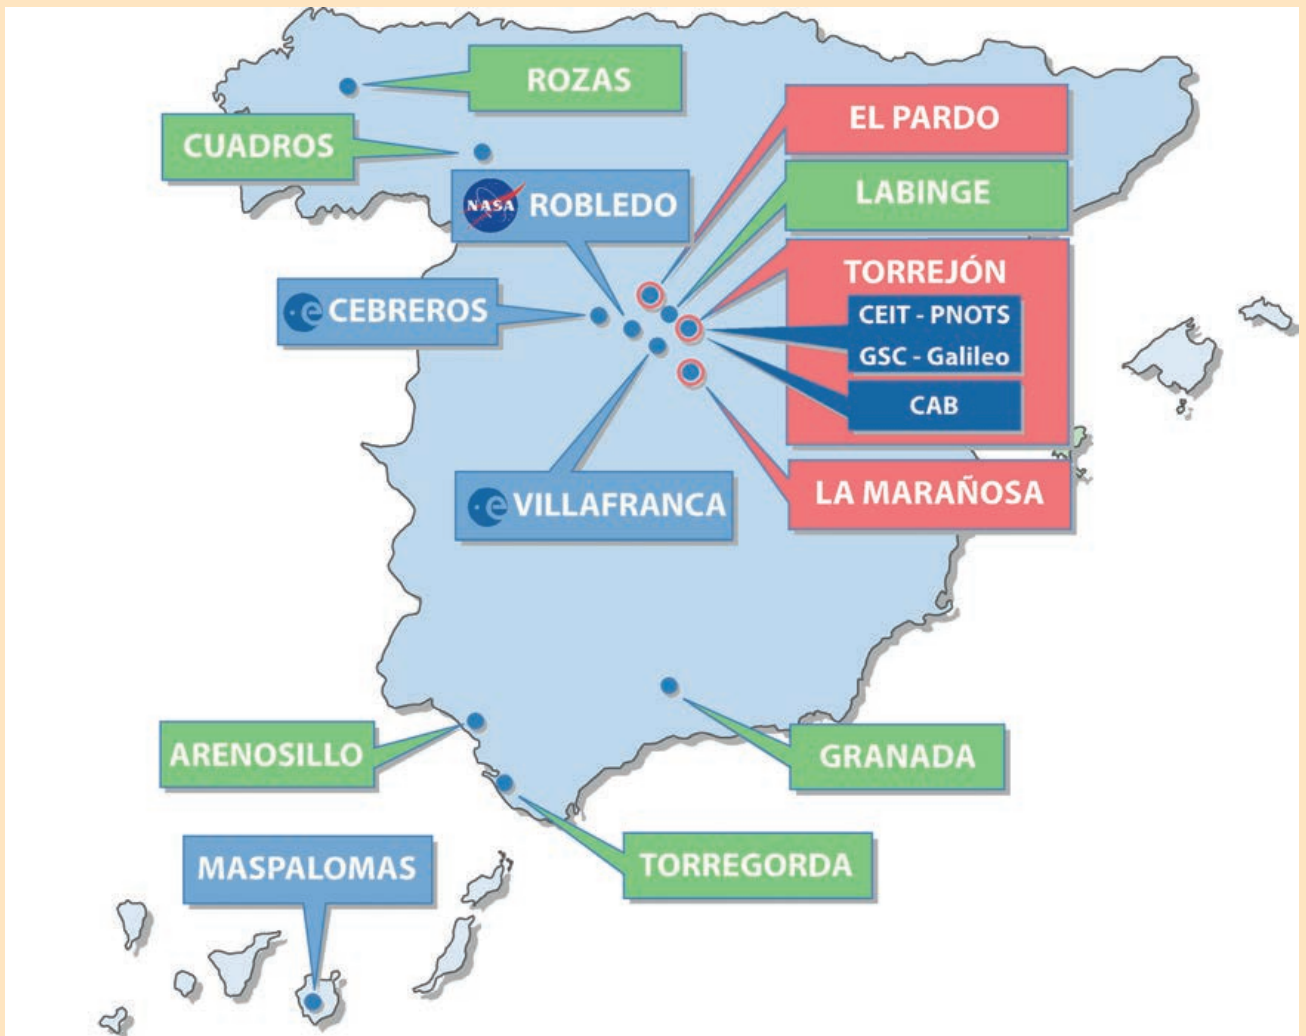 ROZAS
EL PARDO
CUADROS
LABINGE
NASA ROBLEDO
TORREJÓN
CEIT - PNOTS
GSC - Galileo
CAB
e CEBREROS
e VILLAFRANCA
LA MARAÑOSA
ARENOSILLO
GRANADA
TORREGORDA
MASPALOMAS